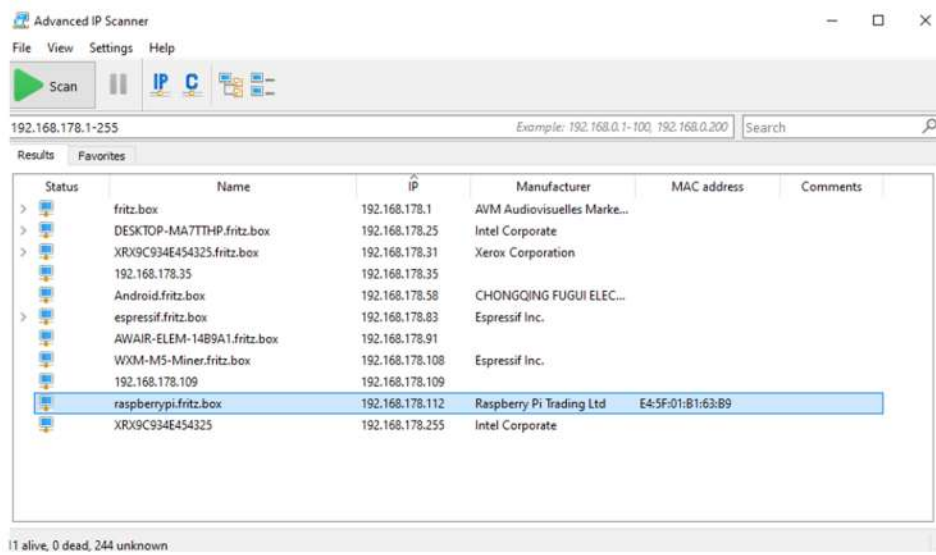 Advanced IP Scanner
File View Settings Help
Scan IP C
192.168.178.1-255 Example: 192.168.0.1-100, 192.168.0.200 Search
Results Favorites
Status Name IP Manufacturer MAC address Comments
fritz.box 192.168.178.1 AVM Audiovisuelles Marke...
DESKTOP-MA7TTHP.fritz.box 192.168.178.25 Intel Corporate
XRX9C934E454325.fritz.box 192.168.178.31 Xerox Corporation
192.168.178.35 192.168.178.35
Android.fritz.box 192.168.178.58 CHONGQING FUGUI ELEC...
espressif.fritz.box 192.168.178.83 Espressif Inc.
AWAIR-ELEM-14B9A1.fritz.box 192.168.178.91
WXM-M5-Miner.fritz.box 192.168.178.108 Espressif Inc.
192.168.178.109 192.168.178.109
raspberrypi.fritz.box 192.168.178.112 Raspberry Pi Trading Ltd E4:5F:01:B1:63:B9
XRX9C934E454325 192.168.178.255 Intel Corporate
11 alive, 0 dead, 244 unknown